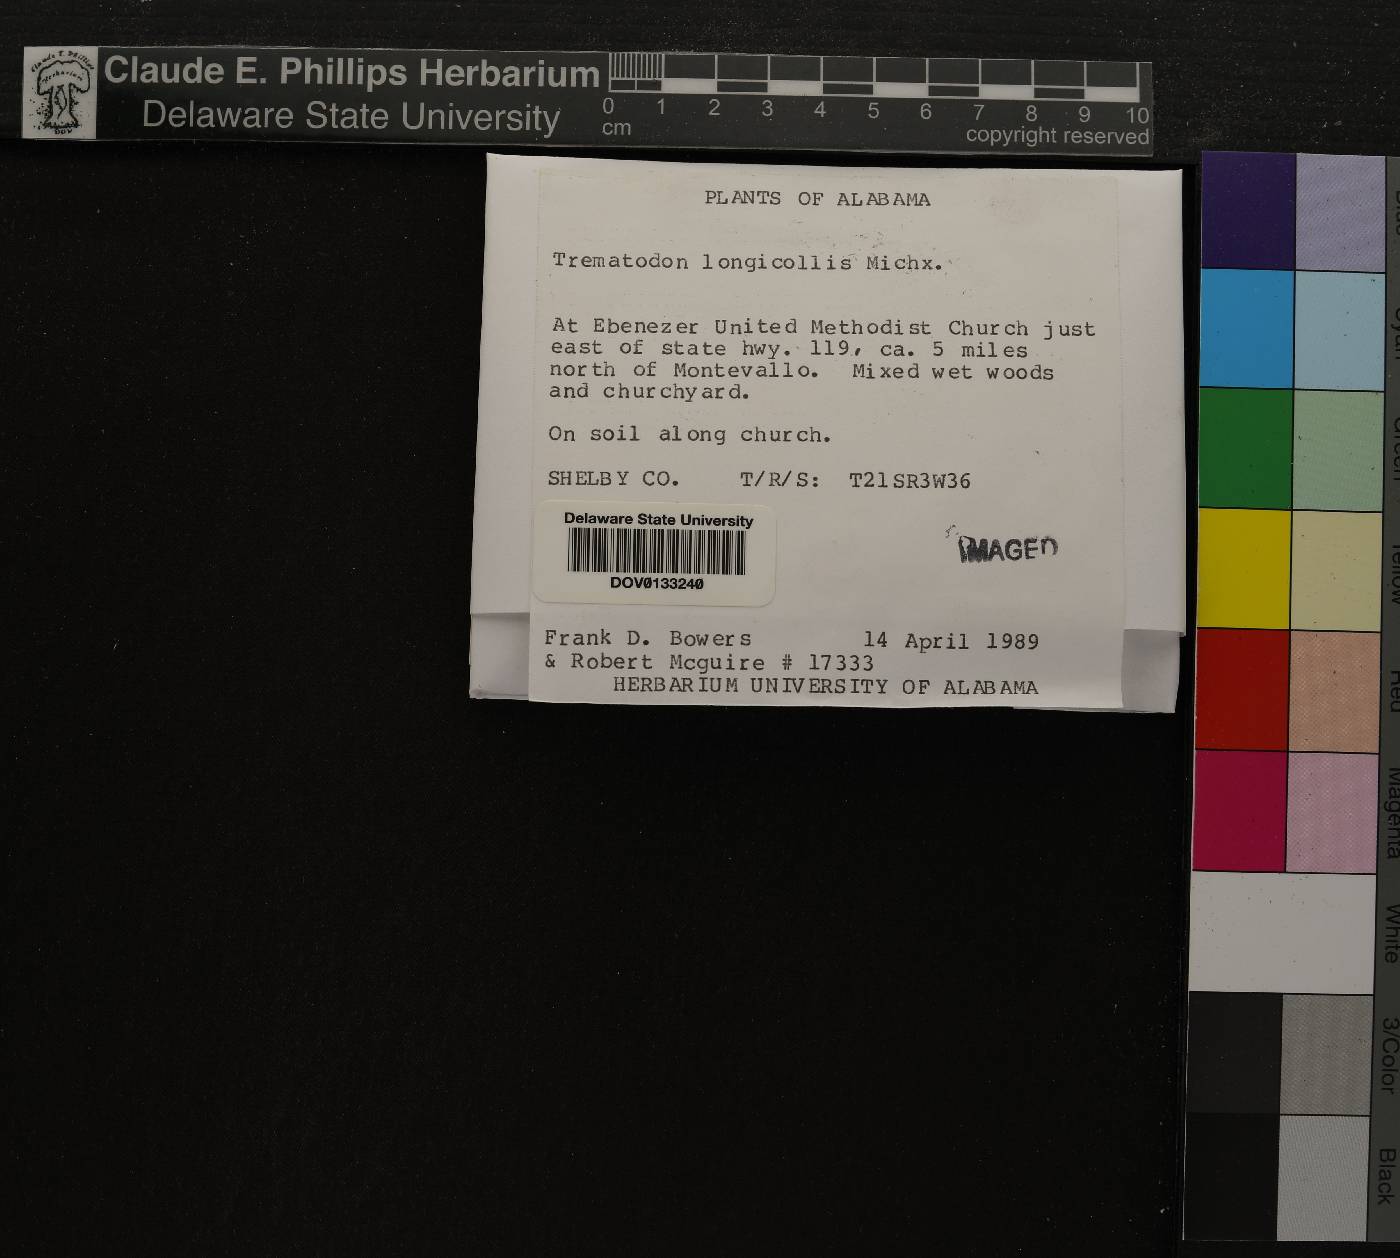 Claude E. Phillips Herbarium
Delaware State University
0 1 2 3 4 5 6 7 8 9 10
cm
copyright reserved
PLANTS OF ALABAMA
Trematodon longicollis Michx.
At Ebenezer United Methodist Church just
east of state hwy. 119, ca. 5 miles
north of Montevallo. Mixed wet woods
and churchyard.
On soil along church.
SHELBY CO. T/R/S: T21SR3W36
Delaware State University
DOV0133240
IMAGED
Frank D. Bowers 14 April 1989
& Robert Mcguire # 17333
HERBARIUM UNIVERSITY OF ALABAMA
Cyan
Green
Yellow
Red
Magenta
White
3/Color
Black